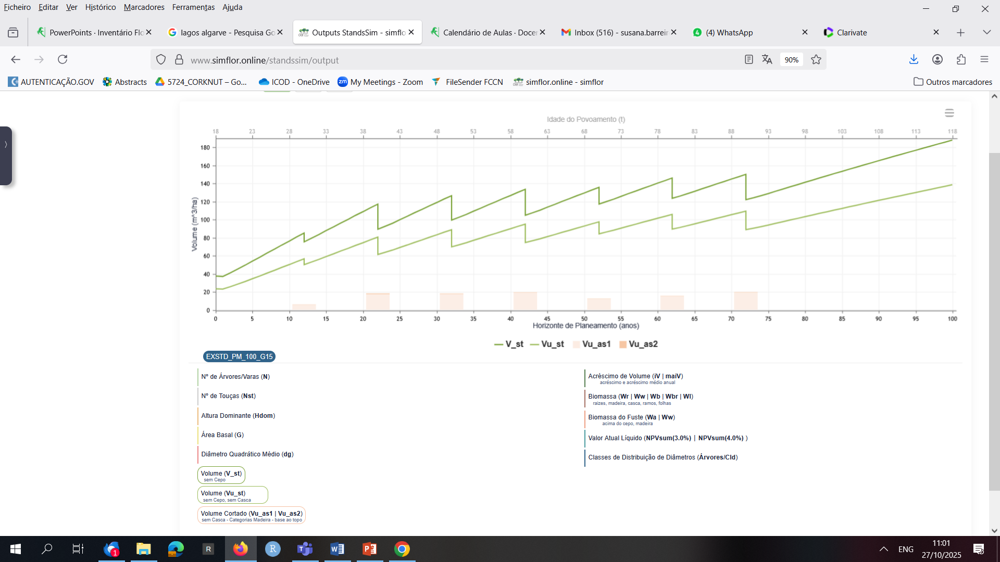 Ficheiro Editar Ver Histórico Marcadores Ferramentas Ajuda
PowerPoints · Inventário Flo
lagos algarve - Pesquisa Go
Outputs StandsSim - simflo
Calendário de Aulas · Docer
Inbox (516) - susana.barreir
(4) WhatsApp
Clarivate
www.simflor.online/standssim/output
90%
AUTENTICAÇÃO.GOV
Abstracts
5724_CORKNUT – Go...
ICOD - OneDrive
zm My Meetings - Zoom
FileSender FCCN
simflor.online - simflor
Outros marcadores
Idade do Povoamento (t)
18 23 28 33 38 43 48 53 58 63 68 73 78 83 88 93 98 103 108 113 118
180
160
140
120
100
80
60
40
20
0
Volume (m^3/ha)
0 5 10 15 20 25 30 35 40 45 50 55 60 65 70 75 80 85 90 95 100
Horizonte de Planeamento (anos)
V_st Vu_st Vu_as1 Vu_as2
EXSTD_PM_100_G15
Nº de Árvores/Varas (N)
Nº de Touças (Nst)
Altura Dominante (Hdom)
Área Basal (G)
Diâmetro Quadrático Médio (dg)
Volume (V_st)
sem Cepo
Volume (Vu_st)
sem Cepo, sem Casca
Volume Cortado (Vu_as1 | Vu_as2)
sem Casca - Categorias Madeira - base ao topo
Acréscimo de Volume (iV | maiV)
acréscimo e acréscimo médio anual
Biomassa (Wr | Ww | Wb | Wbr | Wl)
raizes, madeira, casca, ramos, folhas
Biomassa do Fuste (Wa | Ww)
acima do cepo, madeira
Valor Atual Líquido (NPVsum(3.0%) | NPVsum(4.0%) )
Classes de Distribuição de Diâmetros (Árvores/Cld)
1
R
R
ENG
11:01
27/10/2025